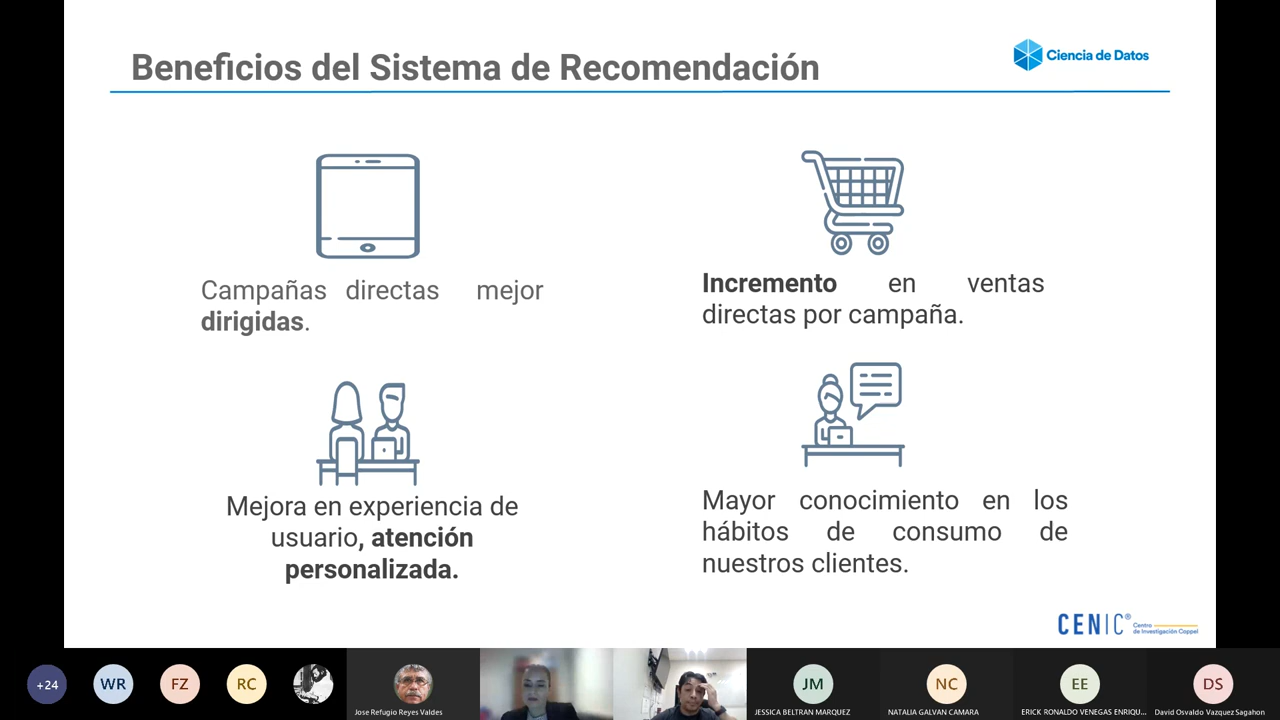 Beneficios del Sistema de Recomendación
Ciencia de Datos
Campañas directas mejor
dirigidas.
Incremento en ventas
directas por campaña.
Mejora en experiencia de
usuario, atención
personalizada.
Mayor conocimiento en los
hábitos de consumo de
nuestros clientes.
CENIC®
Centro
de Investigación Coppel
+24
WR
FZ
RC
Jose Refugio Reyes Valdes
JM
JESSICA BELTRAN MARQUEZ
NC
NATALIA GALVAN CAMARA
EE
ERICK RONALDO VENEGAS ENRIQU...
DS
David Osvaldo Vazquez Sagahon